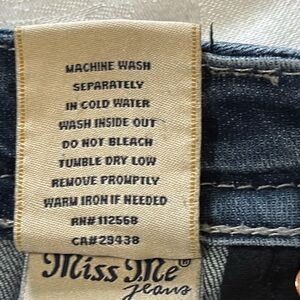 MACHINE WASH
SEPARATELY
IN COLD WATER
WASH INSIDE OUT
DO NOT BLEACH
TUMBLE DRY LOW
REMOVE PROMPTLY
WARM IRON IF NEEDED
RN#112568
CA#29438
Miss Me®
Jeans